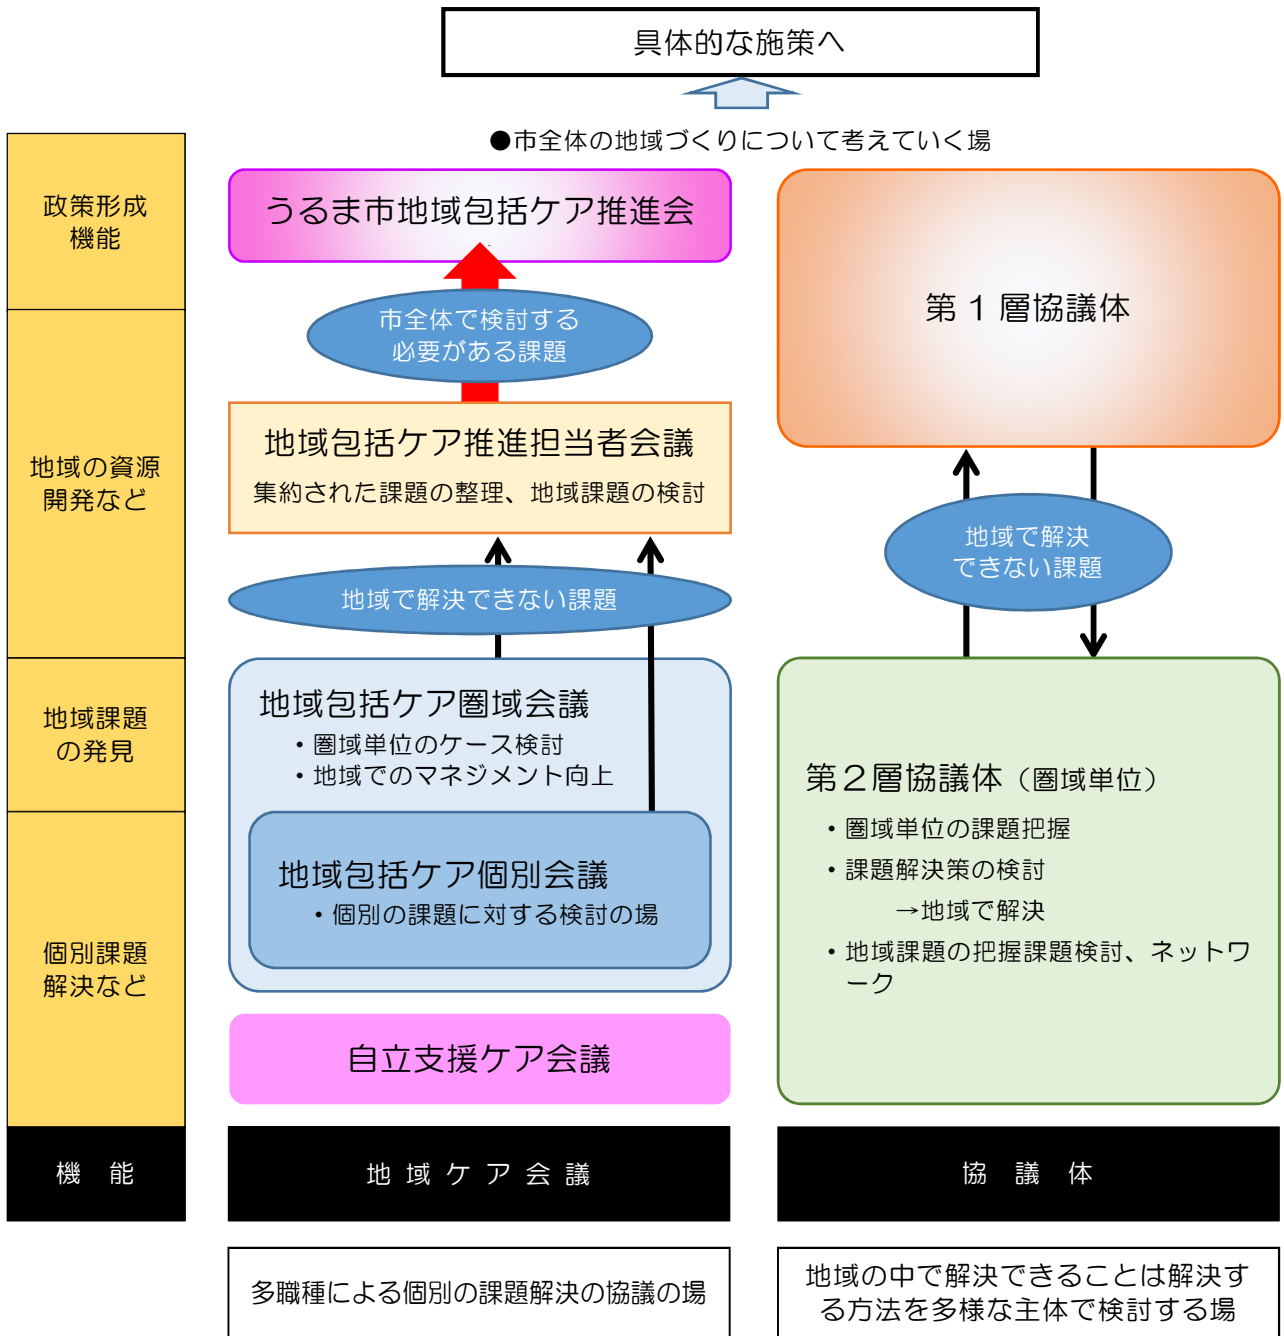 具体的な施策へ
●市全体の地域づくりについて考えていく場
政策形成
機能
地域の資源
開発など
地域課題
の発見
個別課題
解決など
機　能
うるま市地域包括ケア推進会
市全体で検討する
必要がある課題
地域包括ケア推進担当者会議
集約された課題の整理、地域課題の検討
地域で解決できない課題
地域包括ケア圏域会議
・圏域単位のケース検討
・地域でのマネジメント向上
地域包括ケア個別会議
・個別の課題に対する検討の場
自立支援ケア会議
地域ケア会議
多職種による個別の課題解決の協議の場
第１層協議体
地域で解決
できない課題
第２層協議体（圏域単位）
・圏域単位の課題把握
・課題解決策の検討
→地域で解決
・地域課題の把握課題検討、ネットワ
ーク
協　議　体
地域の中で解決できることは解決す
る方法を多様な主体で検討する場